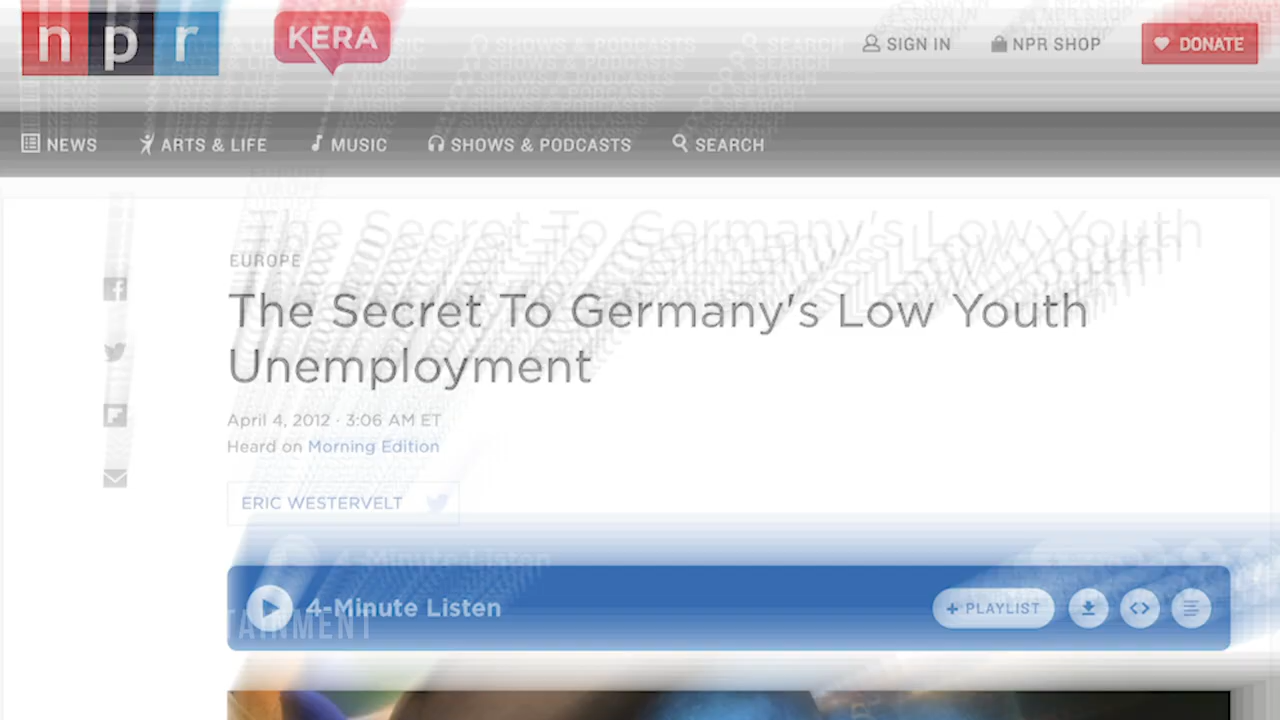 npr KERA SIGN IN NPR SHOP DONATE
NEWS ARTS & LIFE MUSIC SHOWS & PODCASTS SEARCH
EUROPE
The Secret To Germany's Low Youth
Unemployment
April 4, 2012 · 3:06 AM ET
Heard on Morning Edition
ERIC WESTERVELT
4-Minute Listen + PLAYLIST